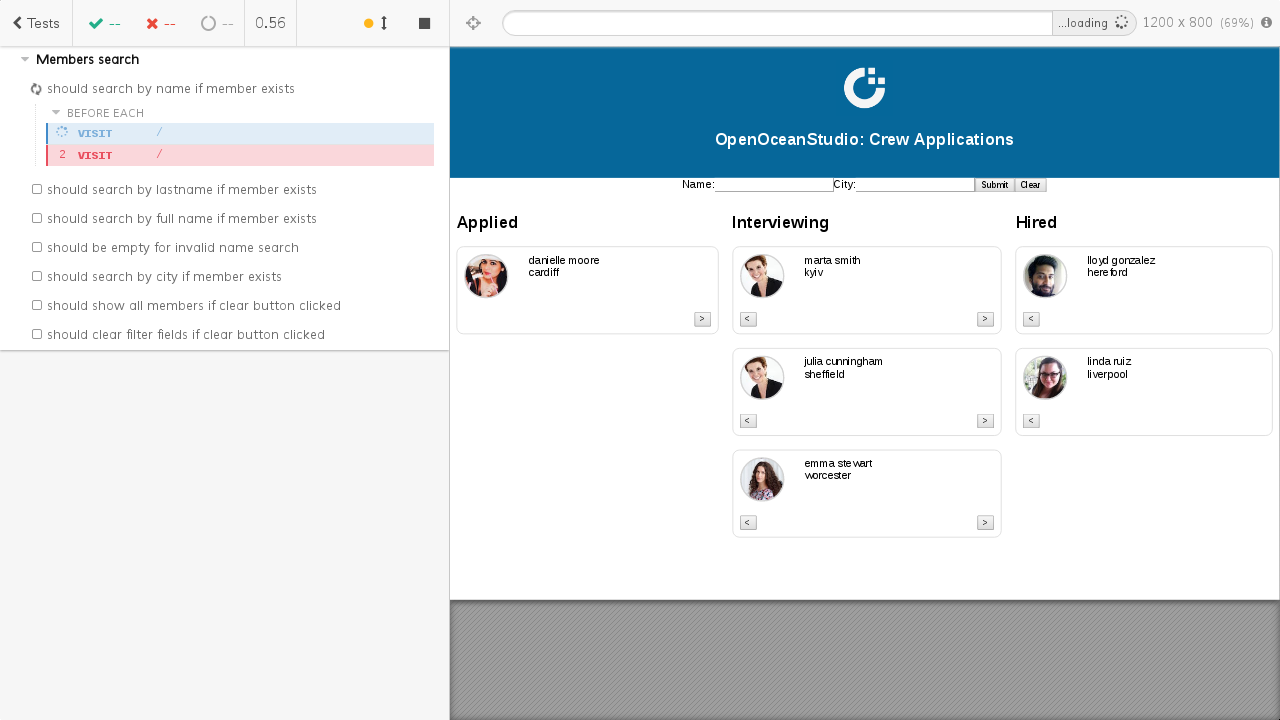 Tests
--
--
--
0.56
...loading
1200 x 800 (69%)
Members search
should search by name if member exists
BEFORE EACH
VISIT /
2 VISIT /
should search by lastname if member exists
should search by full name if member exists
should be empty for invalid name search
should search by city if member exists
should show all members if clear button clicked
should clear filter fields if clear button clicked
OpenOceanStudio: Crew Applications
Name: City: Submit Clear
Applied
danielle moore
cardiff
>
Interviewing
marta smith
kyiv
< >
julia cunningham
sheffield
< >
emma stewart
worcester
< >
Hired
lloyd gonzalez
hereford
<
linda ruiz
liverpool
<